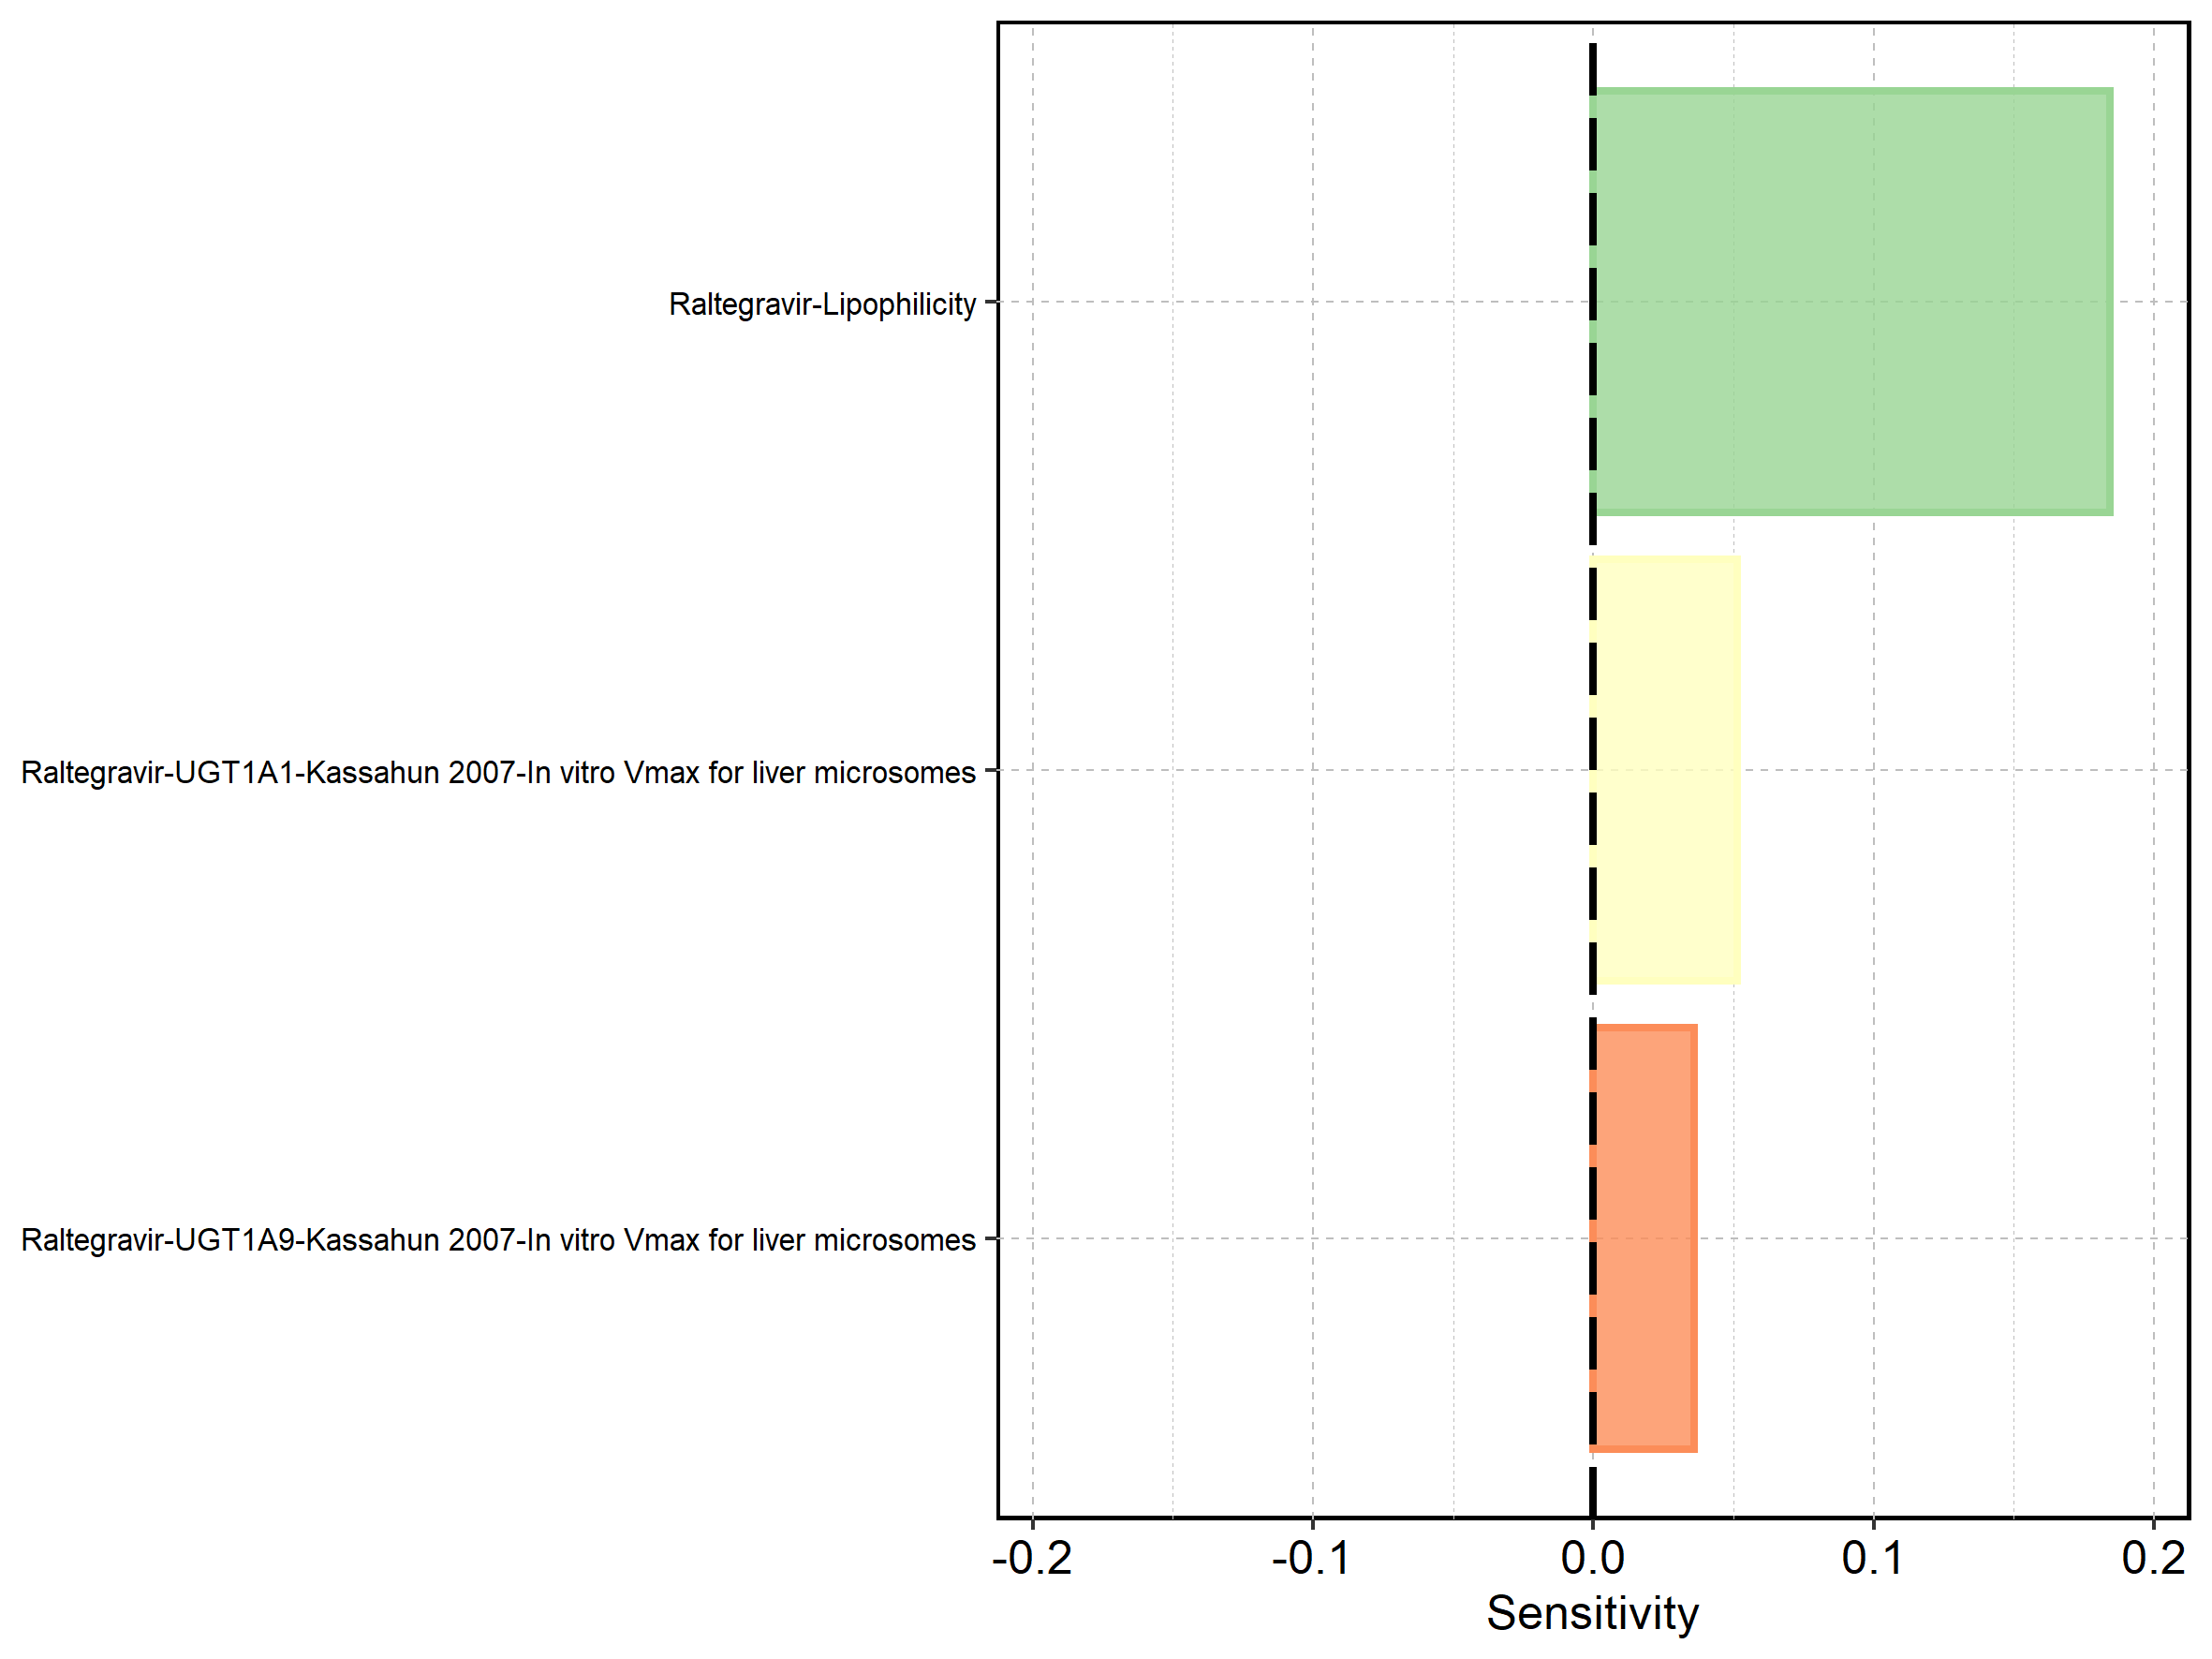 Raltegravir-Lipophilicity
Raltegravir-UGT1A1-Kassahun 2007-In vitro Vmax for liver microsomes
Raltegravir-UGT1A9-Kassahun 2007-In vitro Vmax for liver microsomes
-0.2 -0.1 0.0 0.1 0.2
Sensitivity